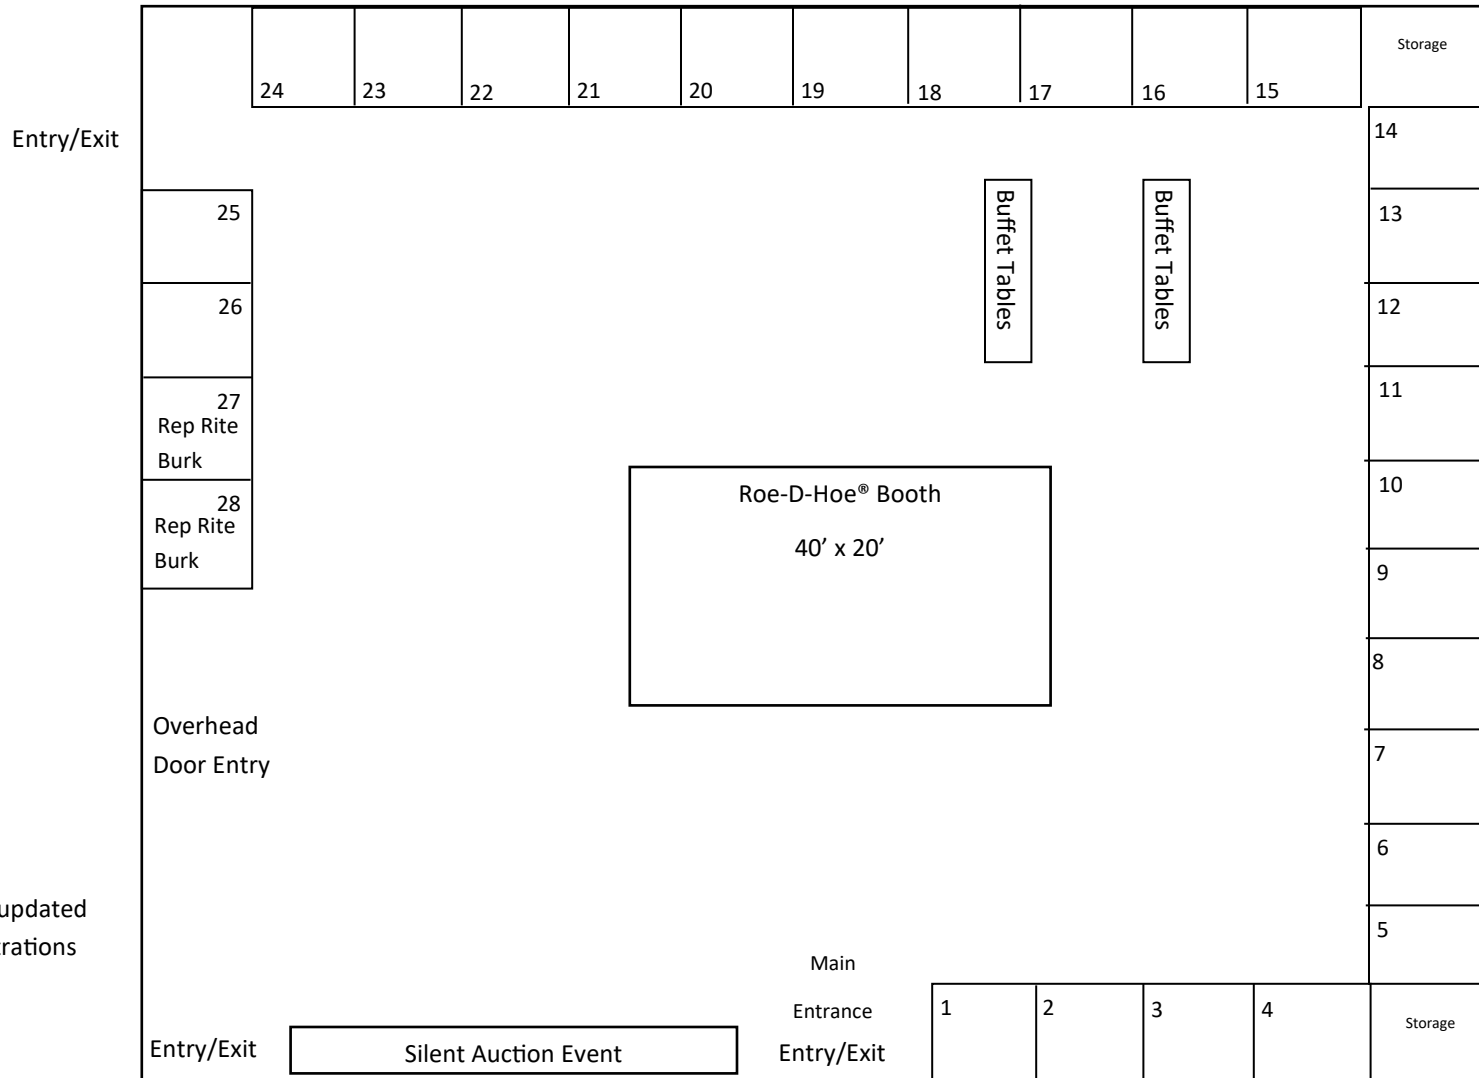 Storage
24
23
22
21
20
19
18
17
16
15
Entry/Exit
14
25
Buffet Tables
Buffet Tables
13
26
12
27
Rep Rite
Burk
11
28
Rep Rite
Burk
Roe-D-Hoe® Booth
40’ x 20’
10
9
8
Overhead
Door Entry
7
6
updated
5
Main
Entrance
Entry/Exit
1
2
3
4
Storage
Entry/Exit
Silent Auction Event